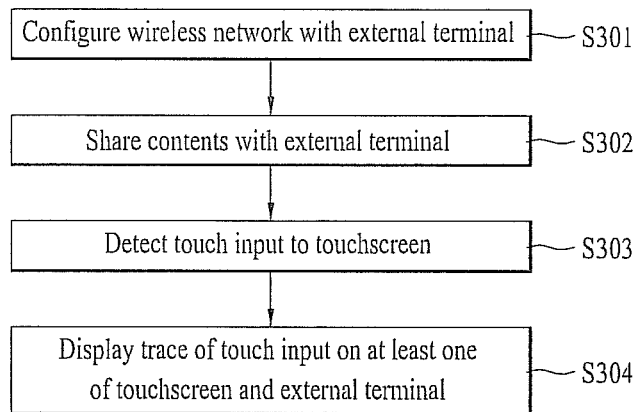 Configure wireless network with external terminal
S301
Share contents with external terminal
S302
Detect touch input to touchscreen
S303
Display trace of touch input on at least one
of touchscreen and external terminal
S304